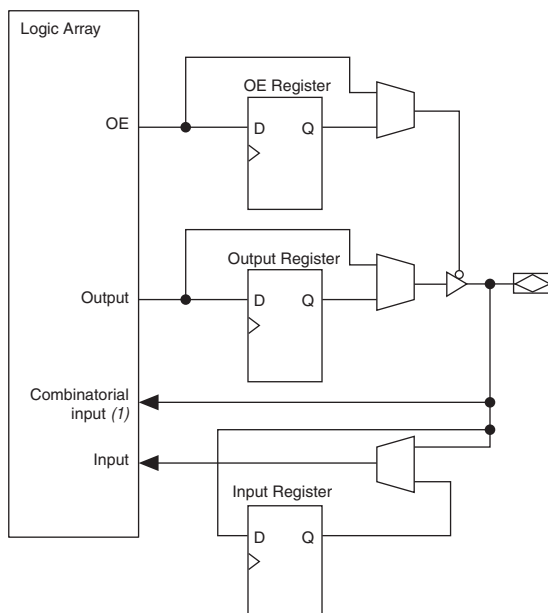 Logic Array
OE Register
OE
D
Q
Output Register
Output
D
Q
Combinatorial
input (1)
Input
Input Register
D
Q